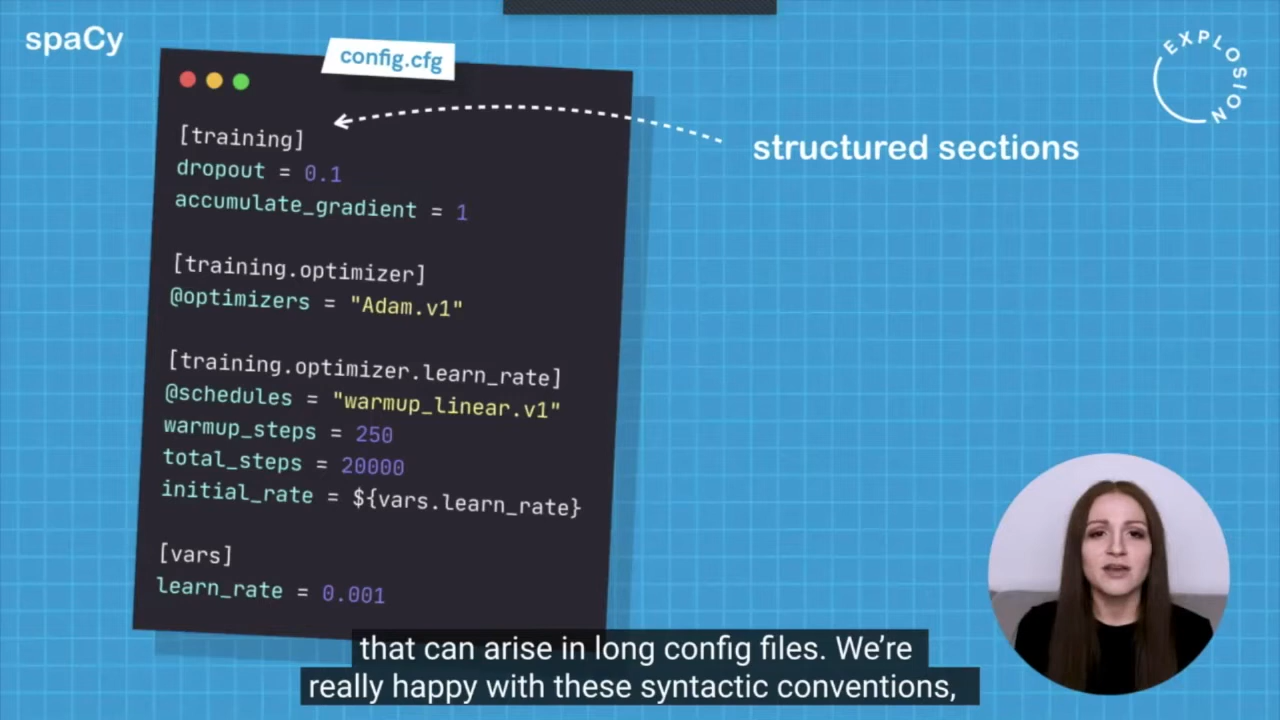 spaCy
config.cfg
EXPLOSION
[training]
dropout = 0.1
accumulate_gradient = 1
structured sections
[training.optimizer]
@optimizers = "Adam.v1"
[training.optimizer.learn_rate]
@schedules = "warmup_linear.v1"
warmup_steps = 250
total_steps = 20000
initial_rate = ${vars.learn_rate}
[vars]
learn_rate = 0.001
that can arise in long config files. We’re
really happy with these syntactic conventions,